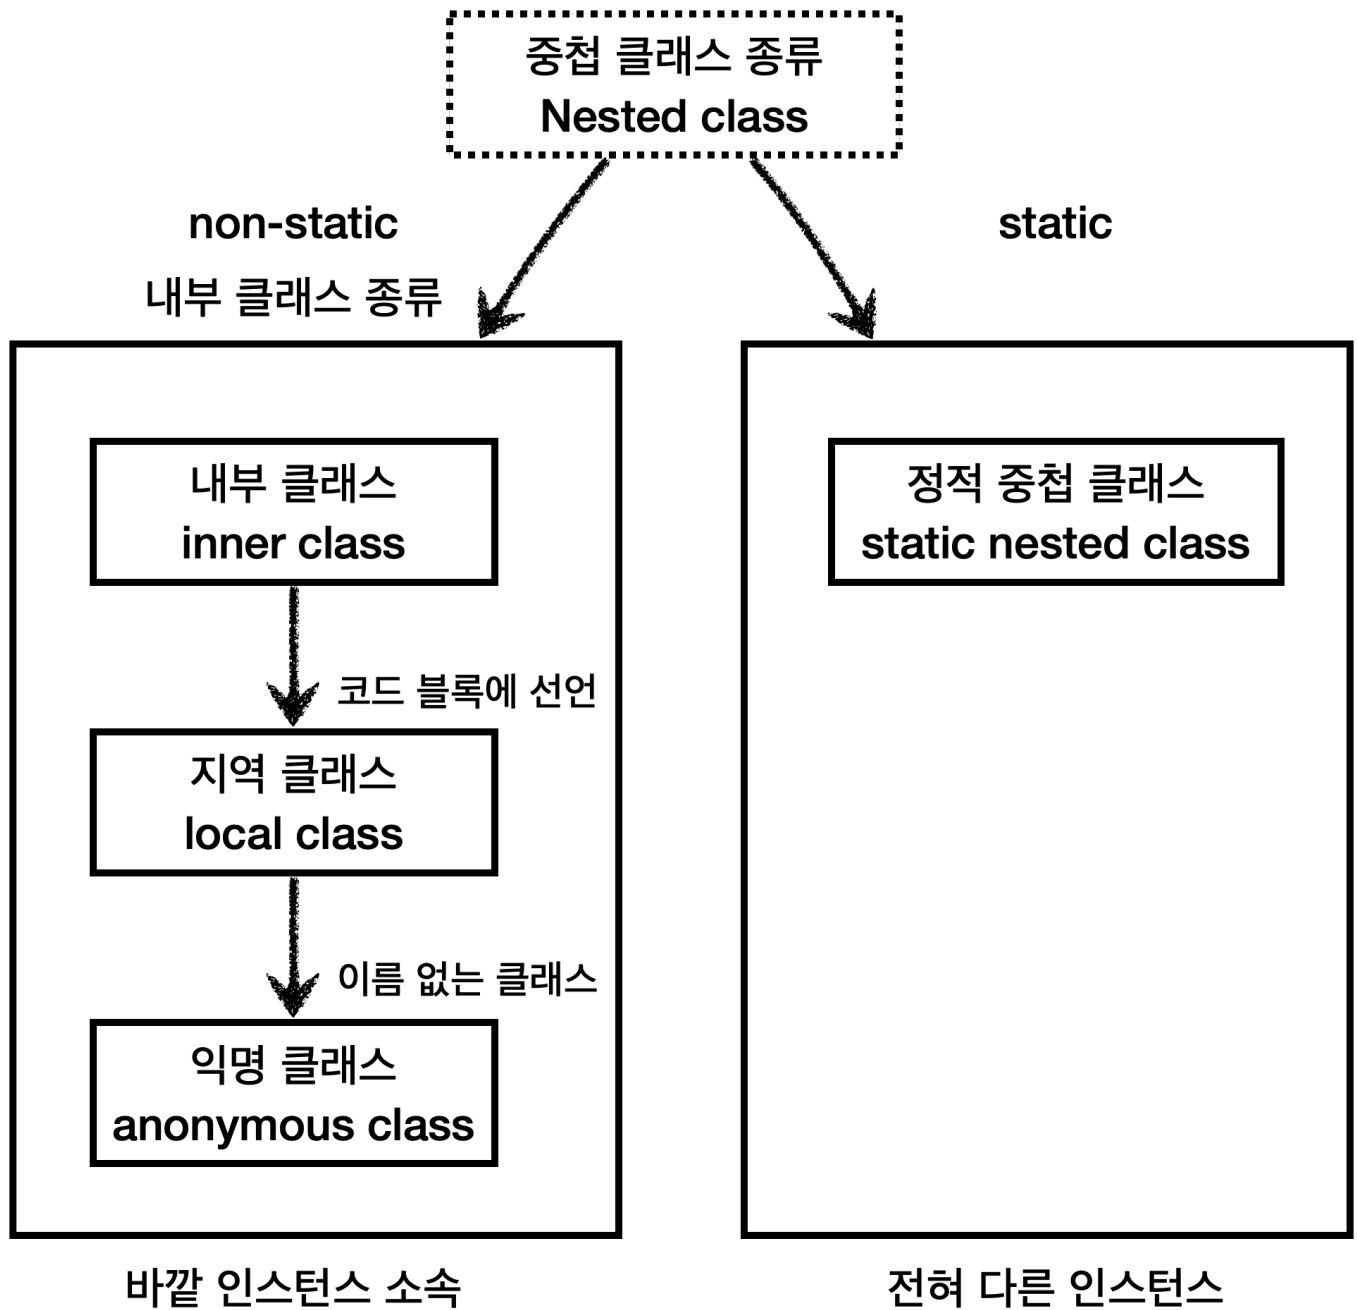 중첩 클래스 종류
Nested class
non-static
내부 클래스 종류
static
내부 클래스
inner class
코드 블록에 선언
지역 클래스
local class
이름 없는 클래스
익명 클래스
anonymous class
바깥 인스턴스 소속
정적 중첩 클래스
static nested class
전혀 다른 인스턴스